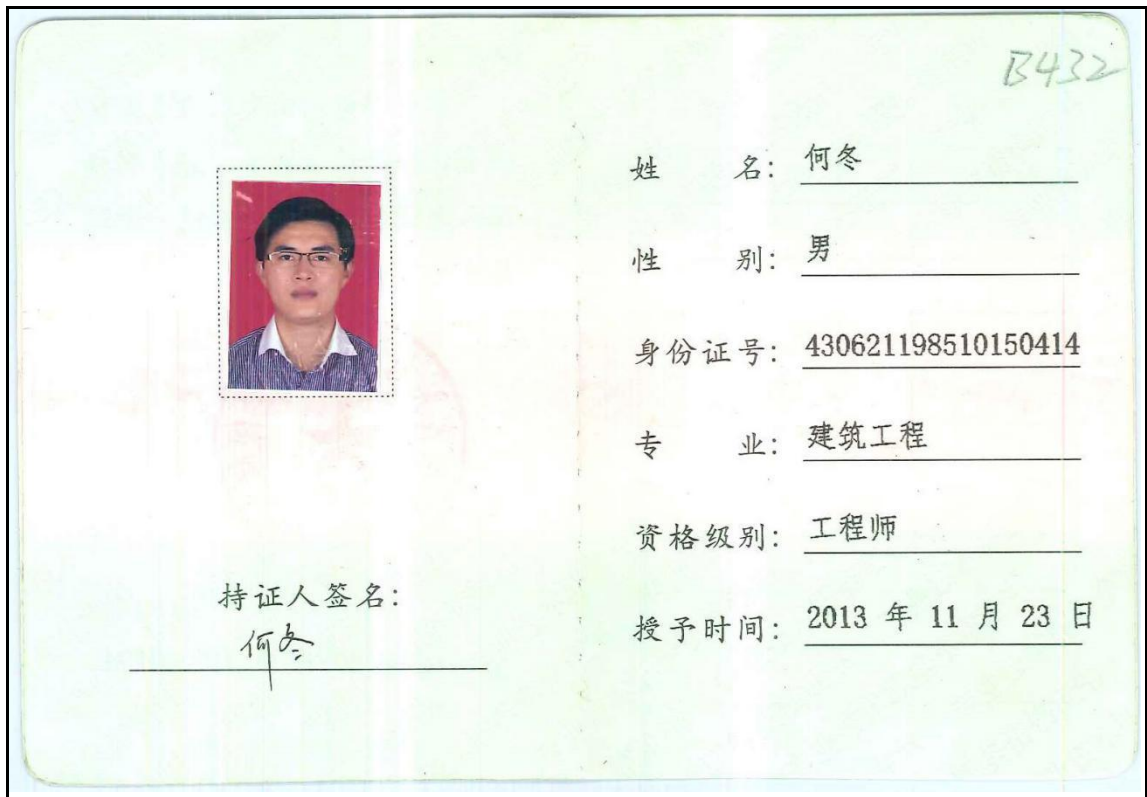 B432
姓 名: 何冬
性 别: 男
身份证号: 430621198510150414
专 业: 建筑工程
资格级别: 工程师
授予时间: 2013 年 11 月 23 日
持证人签名:
何冬